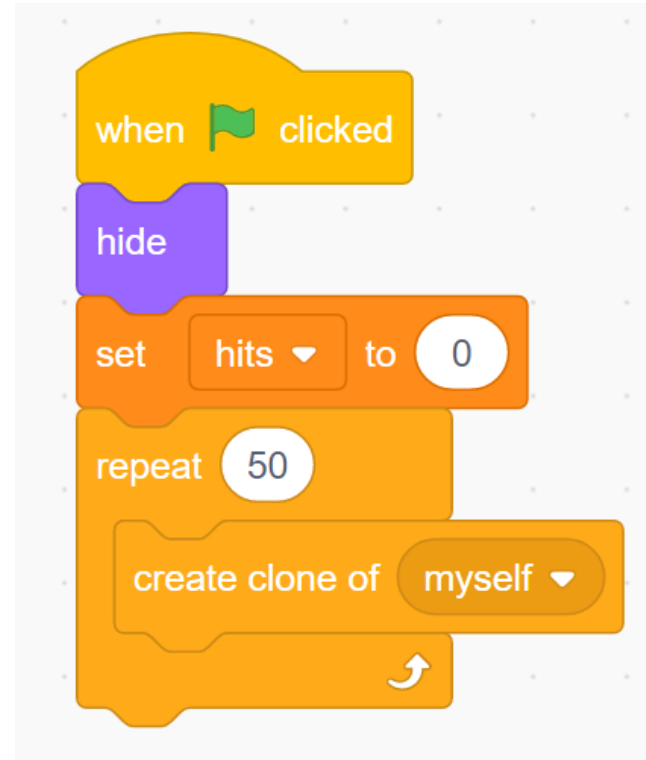 when clicked
hide
set hits to 0
repeat 50
create clone of myself